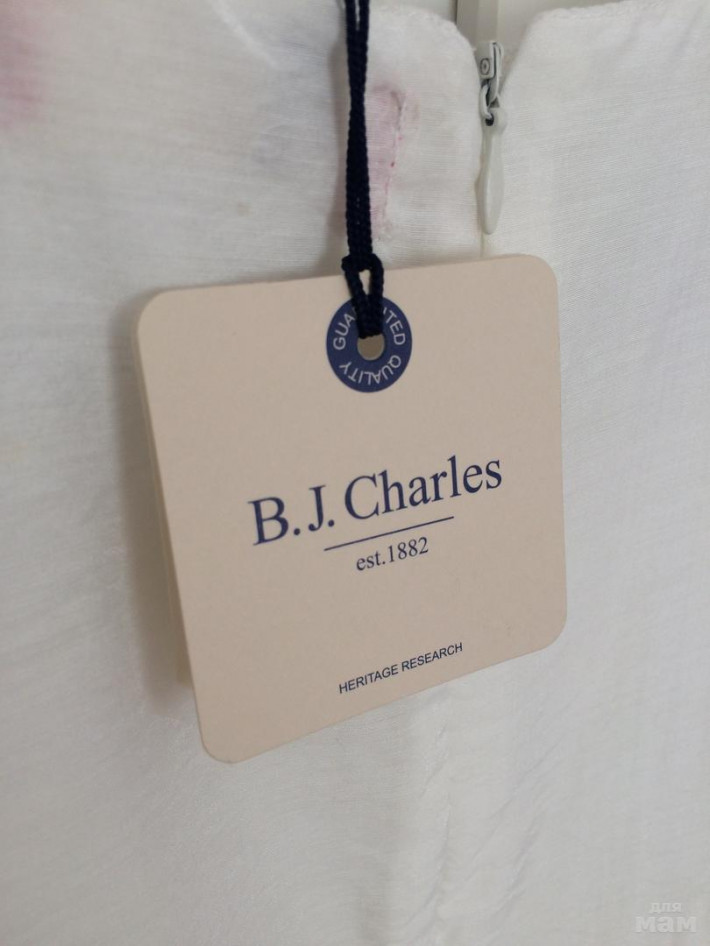 GUARANTEED QUALITY
B.J. Charles
est.1882
HERITAGE RESEARCH
для
мам